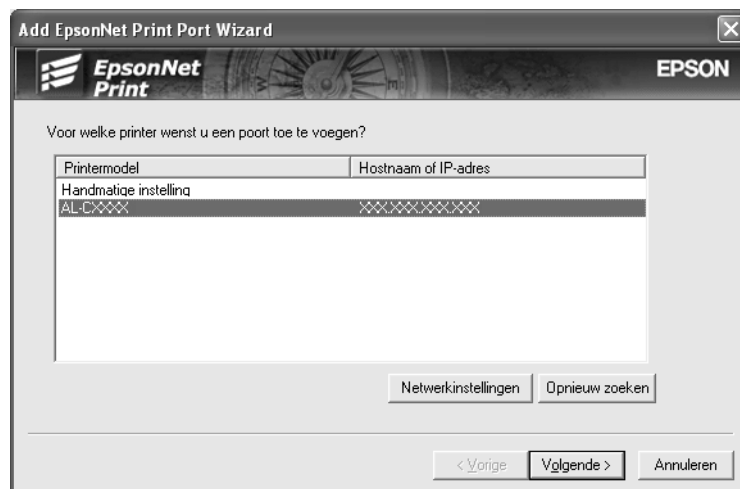 Add EpsonNet Print Port Wizard
EpsonNet
Print
EPSON
Voor welke printer wenst u een poort toe te voegen?
Printermodel Hostnaam of IP-adres
Handmatige instelling
AL-CXXXX XXX.XXX.XXX.XXX
Netwerkinstellingen Opnieuw zoeken
< Vorige Volgende > Annuleren